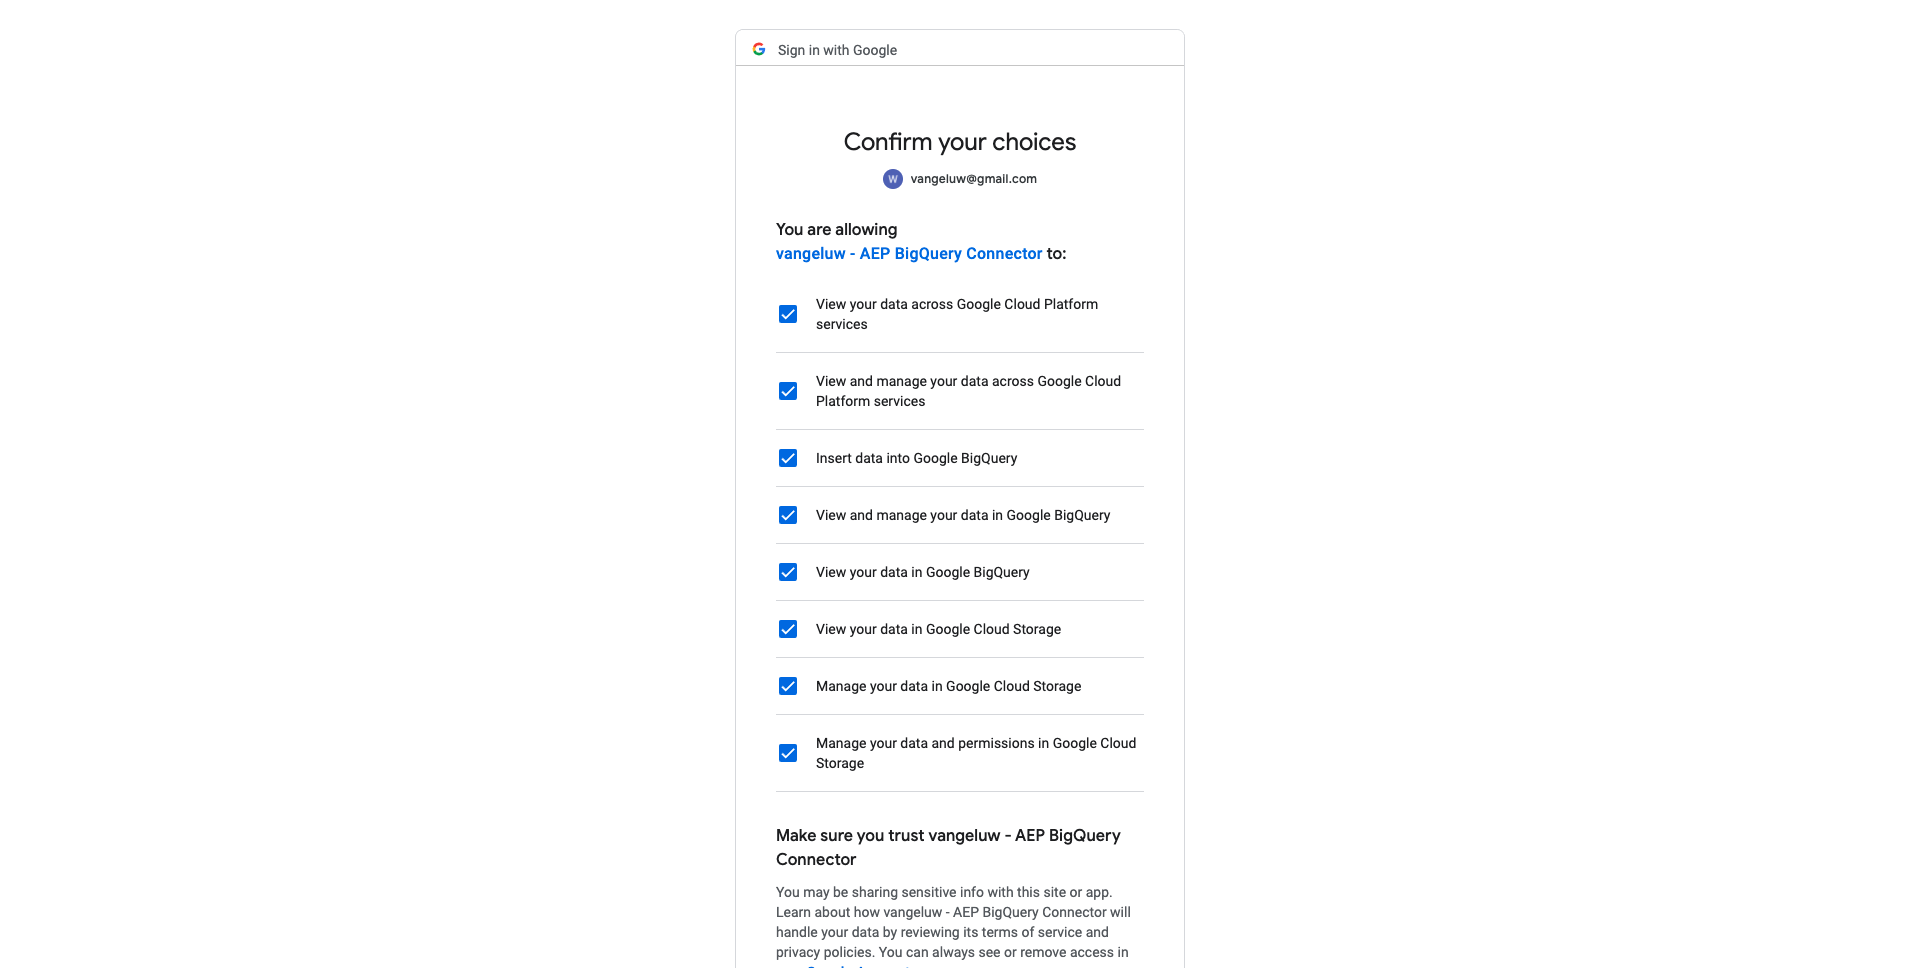 Sign in with Google
Confirm your choices
W vangeluw@gmail.com
You are allowing
vangeluw - AEP BigQuery Connector to:
View your data across Google Cloud Platform
services
View and manage your data across Google Cloud
Platform services
Insert data into Google BigQuery
View and manage your data in Google BigQuery
View your data in Google BigQuery
View your data in Google Cloud Storage
Manage your data in Google Cloud Storage
Manage your data and permissions in Google Cloud
Storage
Make sure you trust vangeluw - AEP BigQuery
Connector
You may be sharing sensitive info with this site or app.
Learn about how vangeluw - AEP BigQuery Connector will
handle your data by reviewing its terms of service and
privacy policies. You can always see or remove access in